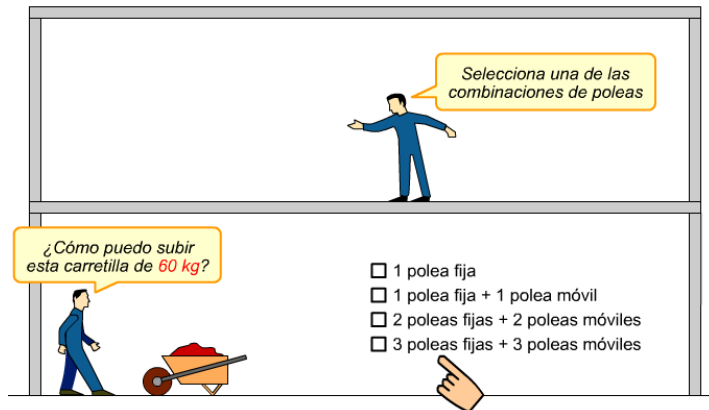 Selecciona una de las
combinaciones de poleas
¿Cómo puedo subir
esta carretilla de 60 kg?
1 polea fija
1 polea fija + 1 polea móvil
2 poleas fijas + 2 poleas móviles
3 poleas fijas + 3 poleas móviles